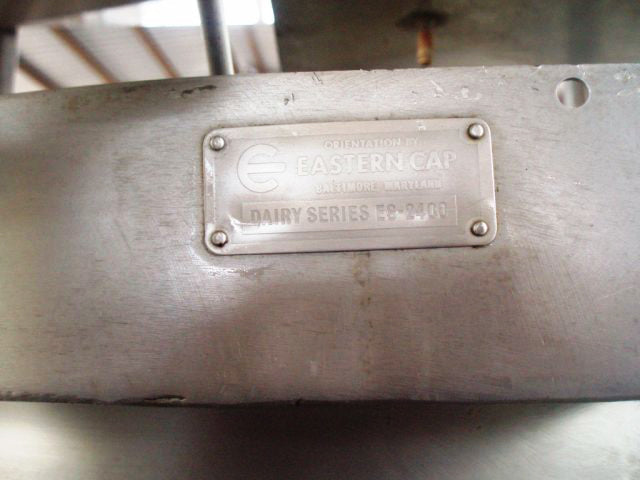 ORIENTATION BY
EASTERN CAP
BALTIMORE, MARYLAND
DAIRY SERIES ES-2400